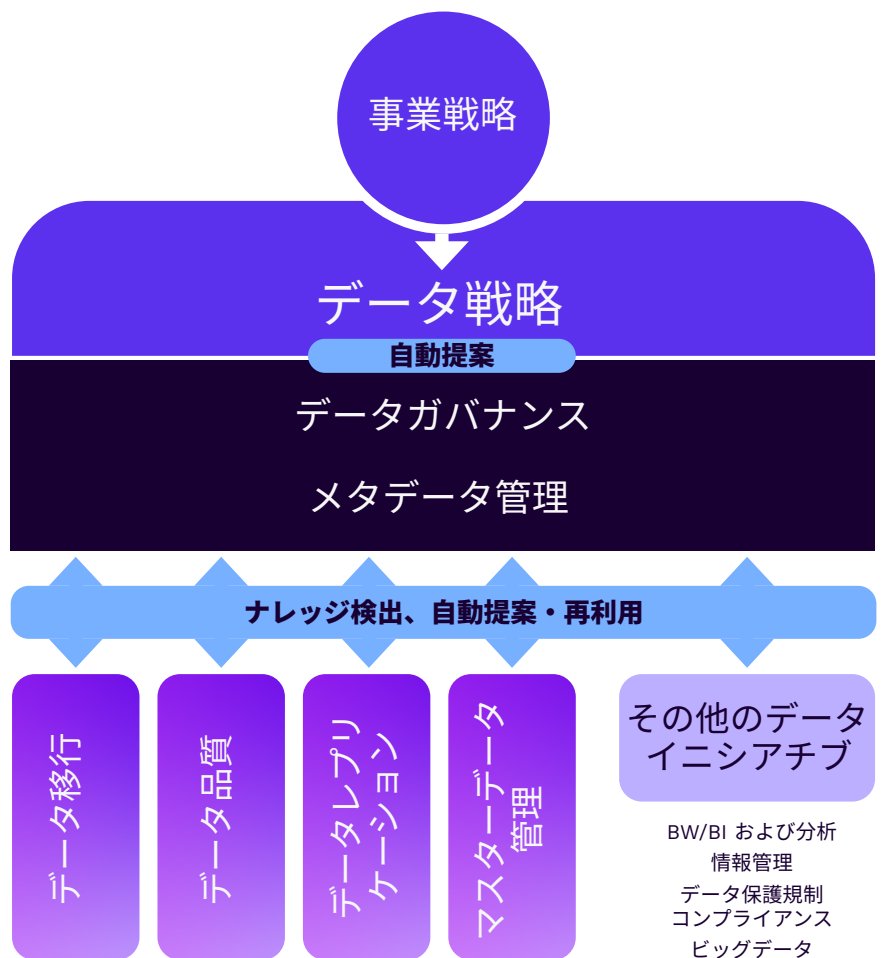 事業戦略
データ戦略
自動提案
データガバナンス
メタデータ管理
ナレッジ検出、自動提案・再利用
データ移行
データ品質
データレプリ
ケーション
マスターデータ
管理
その他のデータ
イニシアチブ
BW/BI および分析
情報管理
データ保護規制
コンプライアンス
ビッグデータ